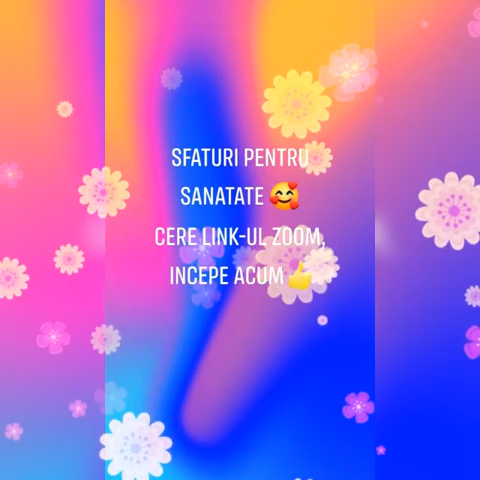 SFATURI PENTRU
SANATATE 🥰
CERE LINK-UL ZOOM,
INCEPE ACUM 👍